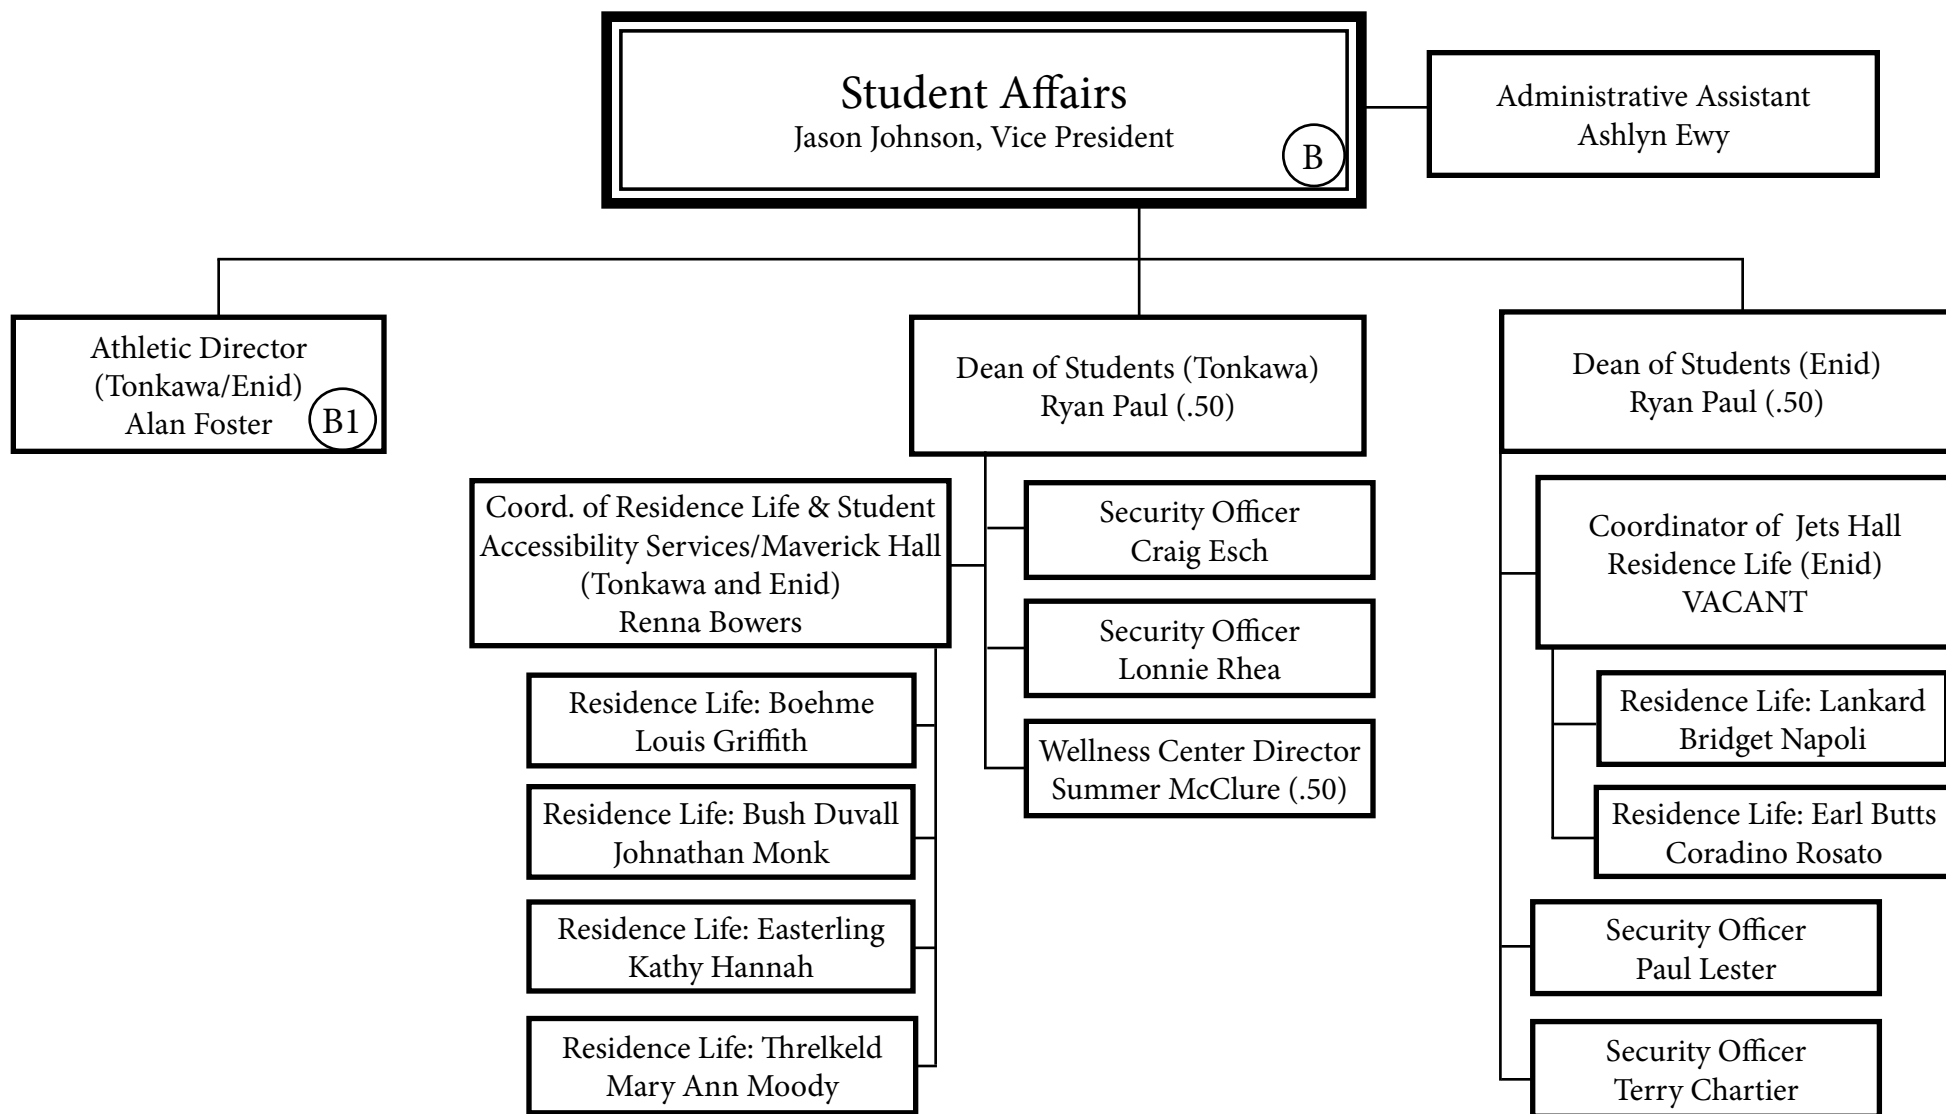 Student Affairs
Jason Johnson, Vice President
B
Administrative Assistant
Ashlyn Ewy
Athletic Director
(Tonkawa/Enid)
Alan Foster
B1
Dean of Students (Tonkawa)
Ryan Paul (.50)
Dean of Students (Enid)
Ryan Paul (.50)
Coord. of Residence Life & Student
Accessibility Services/Maverick Hall
(Tonkawa and Enid)
Renna Bowers
Residence Life: Boehme
Louis Griffith
Residence Life: Bush Duvall
Johnathan Monk
Residence Life: Easterling
Kathy Hannah
Residence Life: Threlkeld
Mary Ann Moody
Security Officer
Craig Esch
Security Officer
Lonnie Rhea
Wellness Center Director
Summer McClure (.50)
Coordinator of Jets Hall
Residence Life (Enid)
VACANT
Residence Life: Lankard
Bridget Napoli
Residence Life: Earl Butts
Coradino Rosato
Security Officer
Paul Lester
Security Officer
Terry Chartier